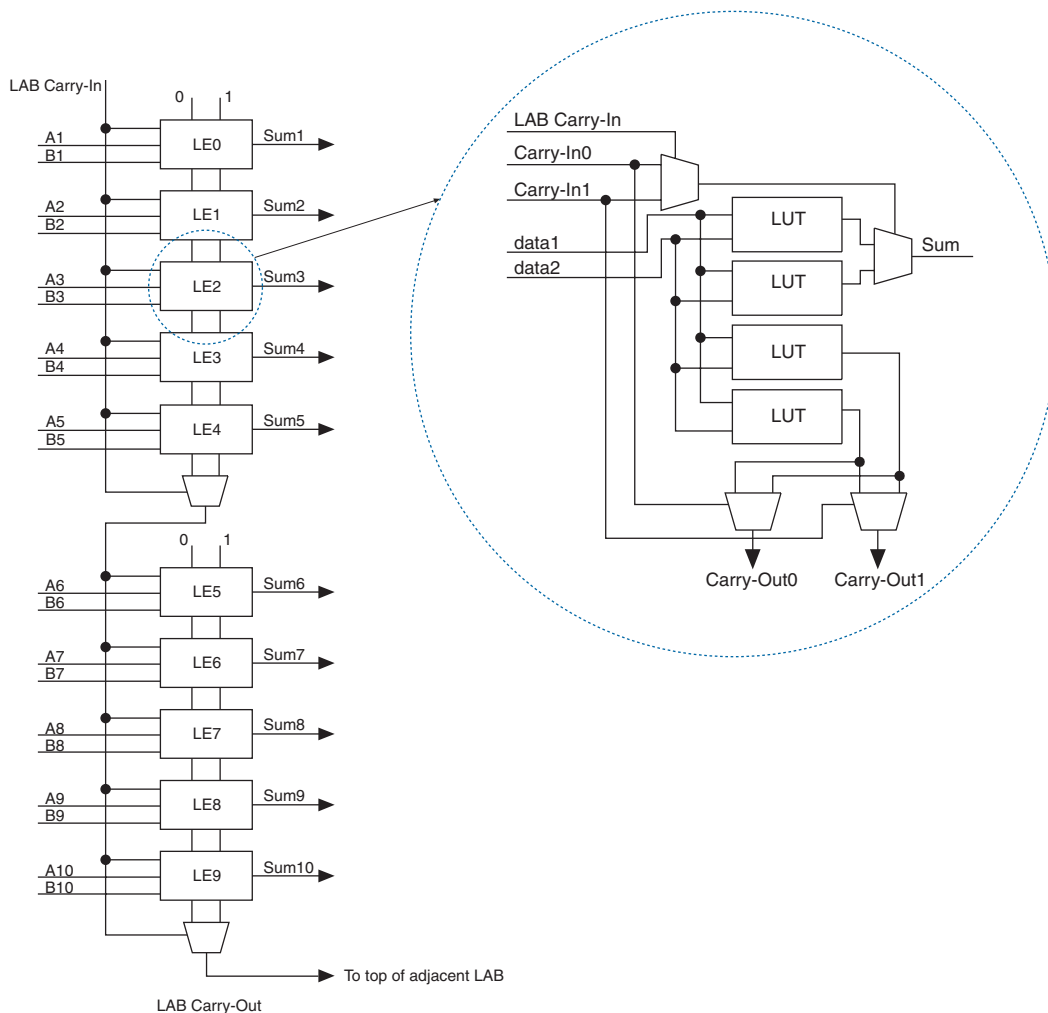 LAB Carry-In
0 1
A1
B1
LE0
Sum1
A2
B2
LE1
Sum2
A3
B3
LE2
Sum3
A4
B4
LE3
Sum4
A5
B5
LE4
Sum5
0 1
A6
B6
LE5
Sum6
A7
B7
LE6
Sum7
A8
B8
LE7
Sum8
A9
B9
LE8
Sum9
A10
B10
LE9
Sum10
To top of adjacent LAB
LAB Carry-Out
LAB Carry-In
Carry-In0
Carry-In1
data1
data2
LUT
LUT
LUT
LUT
Sum
Carry-Out0 Carry-Out1